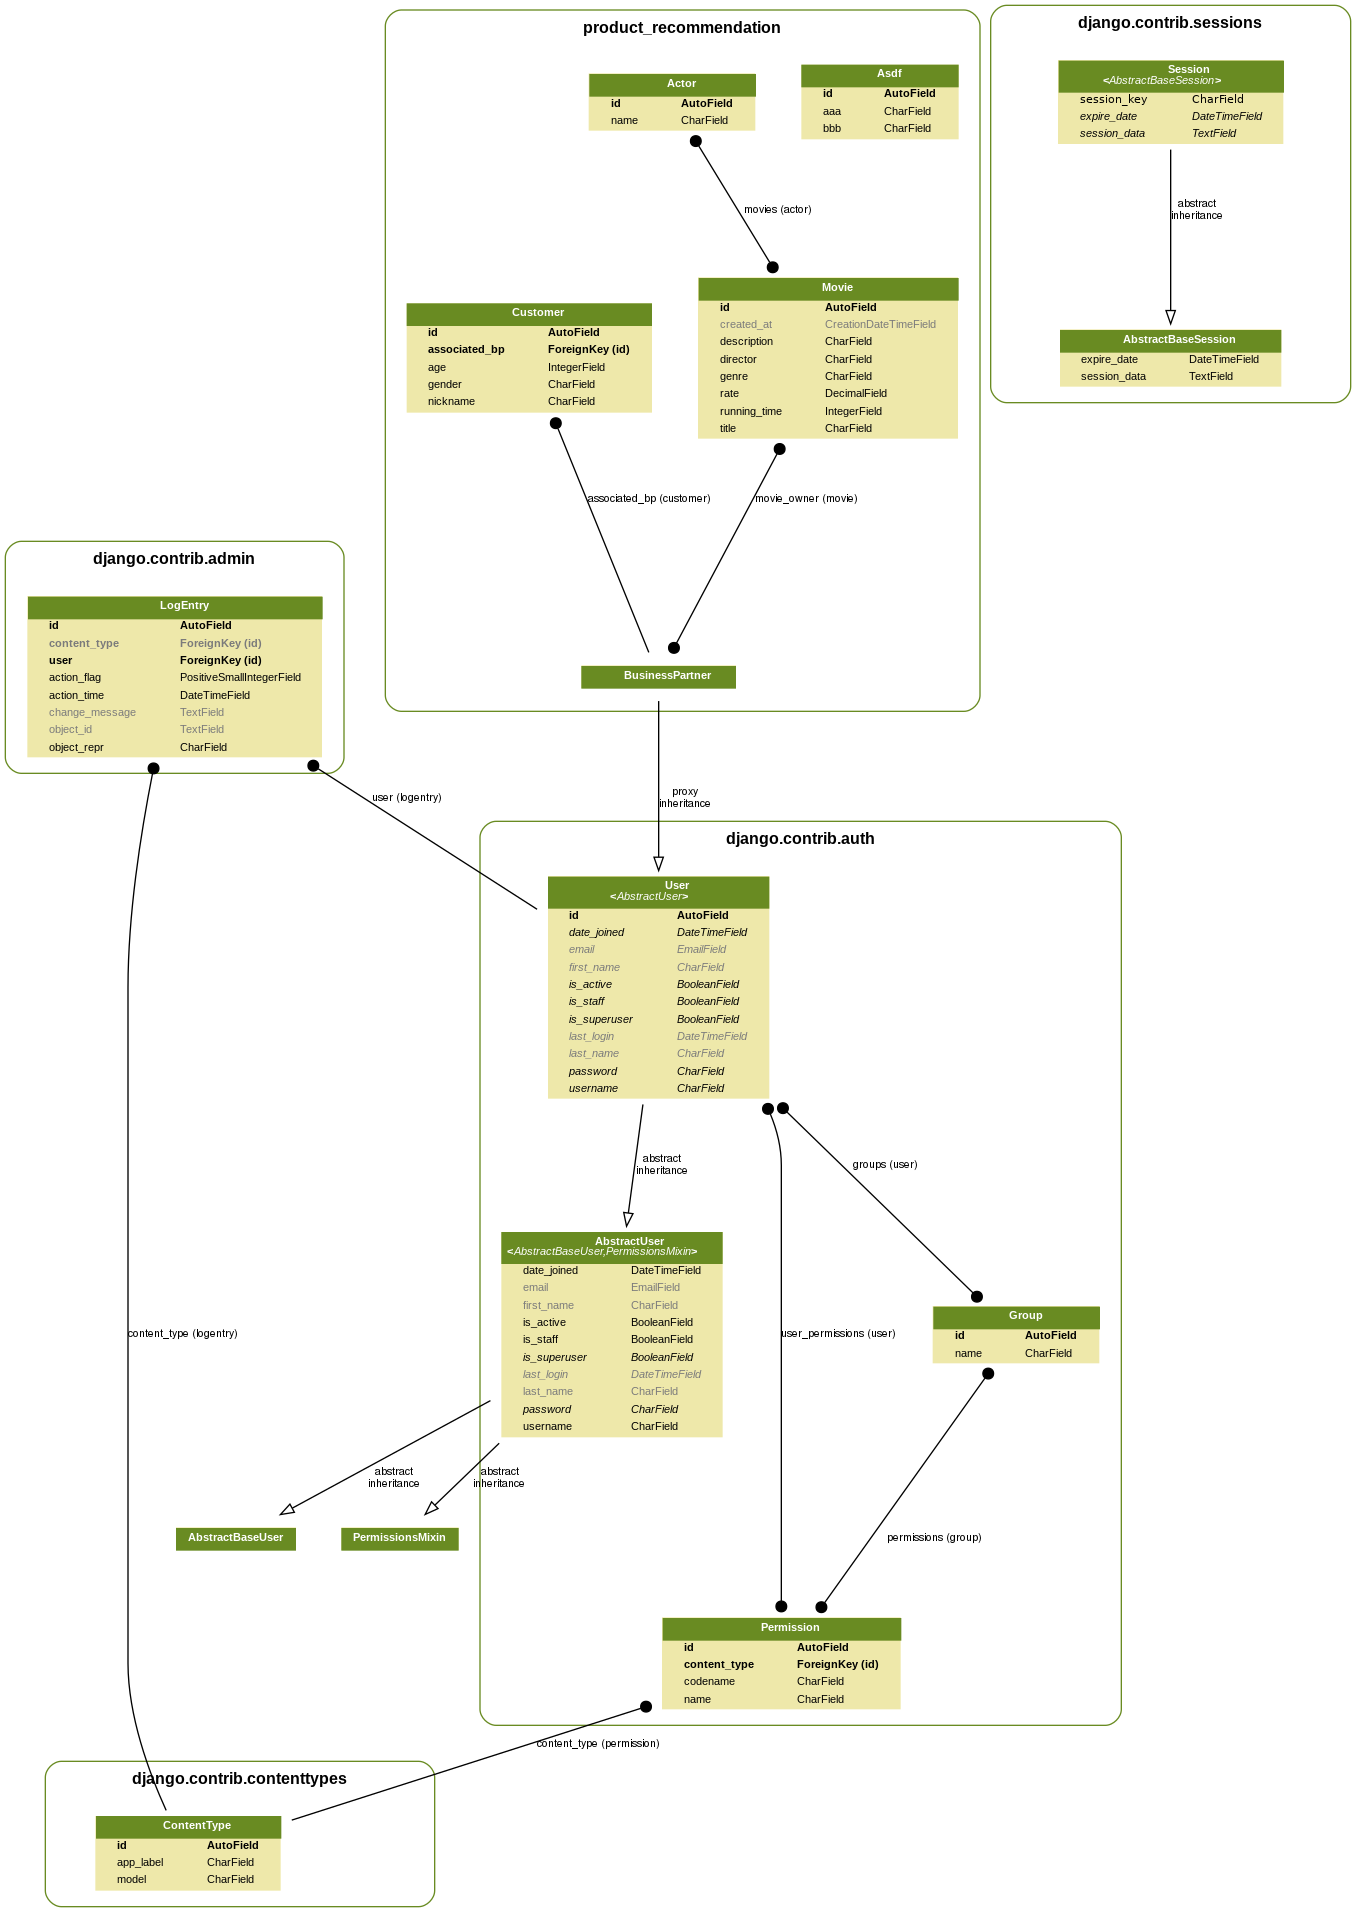 product_recommendation
Actor
id AutoField
name CharField
Asdf
id AutoField
aaa CharField
bbb CharField
movies (actor)
Customer
id AutoField
associated_bp ForeignKey (id)
age IntegerField
gender CharField
nickname CharField
Movie
id AutoField
created_at CreationDateTimeField
description CharField
director CharField
genre CharField
rate DecimalField
running_time IntegerField
title CharField
associated_bp (customer)
movie_owner (movie)
BusinessPartner
django.contrib.sessions
Session
<AbstractBaseSession>
session_key CharField
expire_date DateTimeField
session_data TextField
abstract
inheritance
AbstractBaseSession
expire_date DateTimeField
session_data TextField
django.contrib.admin
LogEntry
id AutoField
content_type ForeignKey (id)
user ForeignKey (id)
action_flag PositiveSmallIntegerField
action_time DateTimeField
change_message TextField
object_id TextField
object_repr CharField
user (logentry)
proxy
inheritance
django.contrib.auth
User
<AbstractUser>
id AutoField
date_joined DateTimeField
email EmailField
first_name CharField
is_active BooleanField
is_staff BooleanField
is_superuser BooleanField
last_login DateTimeField
last_name CharField
password CharField
username CharField
abstract
inheritance
groups (user)
AbstractUser
<AbstractBaseUser,PermissionsMixin>
date_joined DateTimeField
email EmailField
first_name CharField
is_active BooleanField
is_staff BooleanField
is_superuser BooleanField
last_login DateTimeField
last_name CharField
password CharField
username CharField
user_permissions (user)
Group
id AutoField
name CharField
content_type (logentry)
abstract
inheritance
abstract
inheritance
AbstractBaseUser
PermissionsMixin
permissions (group)
Permission
id AutoField
content_type ForeignKey (id)
codename CharField
name CharField
content_type (permission)
django.contrib.contenttypes
ContentType
id AutoField
app_label CharField
model CharField